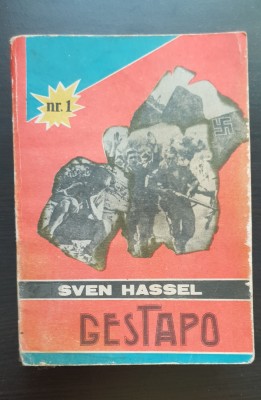 nr. 1
SVEN HASSEL
GESTAPO